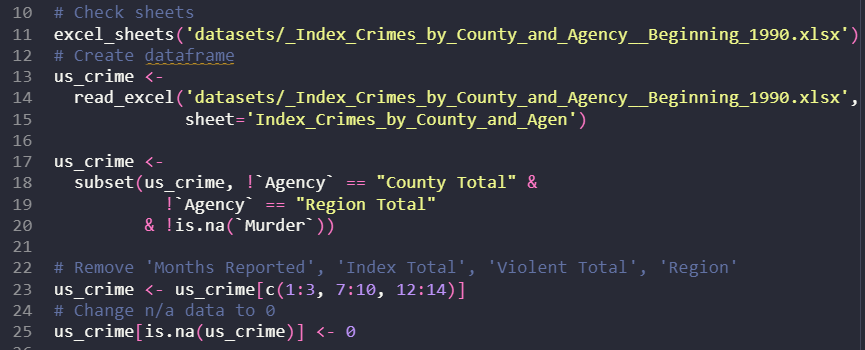 10 # Check sheets
11 excel_sheets('datasets/_Index_Crimes_by_County_and_Agency__Beginning_1990.xlsx')
12 # Create dataframe
13 us_crime <-
14   read_excel('datasets/_Index_Crimes_by_County_and_Agency__Beginning_1990.xlsx',
15             sheet='Index_Crimes_by_County_and_Agen')
16
17 us_crime <-
18   subset(us_crime, !`Agency` == "County Total" &
19           !`Agency` == "Region Total"
20         & !is.na(`Murder`))
21
22 # Remove 'Months Reported', 'Index Total', 'Violent Total', 'Region'
23 us_crime <- us_crime[c(1:3, 7:10, 12:14)]
24 # Change n/a data to 0
25 us_crime[is.na(us_crime)] <- 0